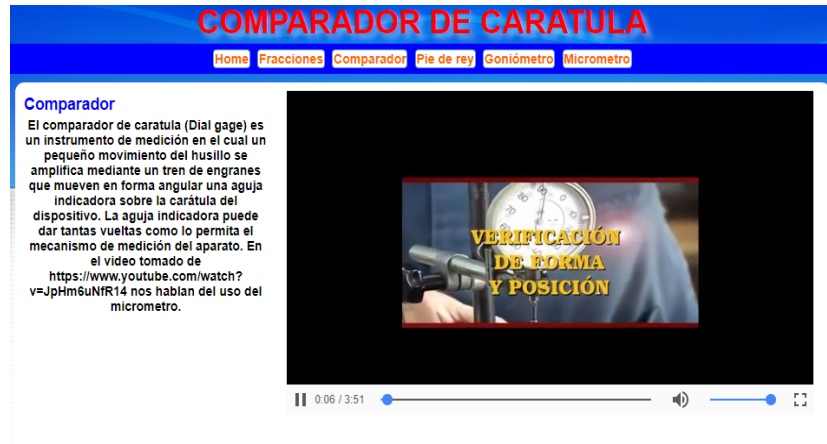 COMPARADOR DE CARATULA
Home Fracciones Comparador Pie de rey Goniómetro Micrometro
Comparador
El comparador de caratula (Dial gage) es
un instrumento de medición en el cual un
pequeño movimiento del husillo se
amplifica mediante un tren de engranes
que mueven en forma angular una aguja
indicadora sobre la carátula del
dispositivo. La aguja indicadora puede
dar tantas vueltas como lo permita el
mecanismo de medición del aparato. En
el video tomado de
https://www.youtube.com/watch?
v=JpHm6uNfR14 nos hablan del uso del
micrometro.
VERIFICACIÓN
DE FORMA
Y POSICIÓN
0:06 / 3:51